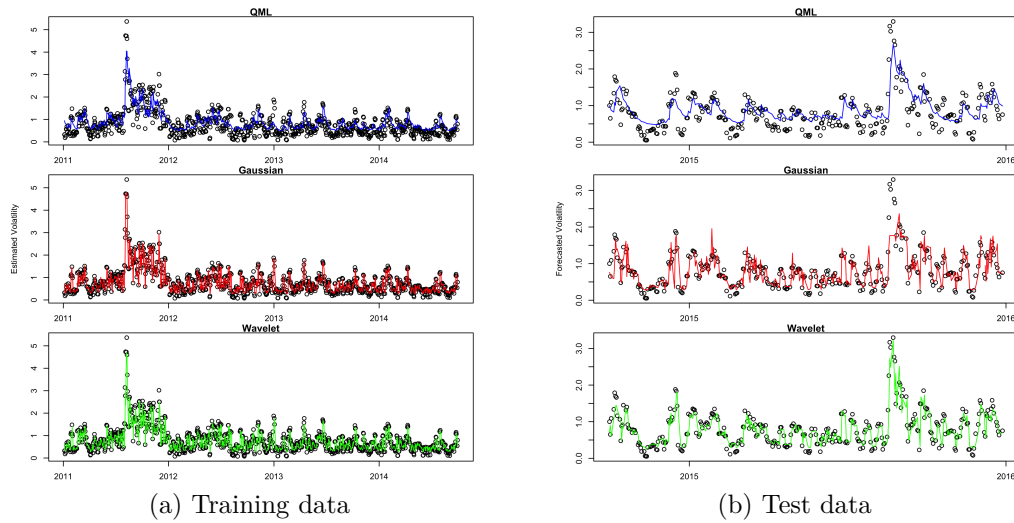 QML
0 1 2 3 4 5
2011 2012 2013 2014
Gaussian
Estimated Volatility
0 1 2 3 4 5
2011 2012 2013 2014
Wavelet
0 1 2 3 4 5
2011 2012 2013 2014
(a) Training data
QML
0.0 1.0 2.0 3.0
2015 2016
Gaussian
Forecasted Volatility
0.0 1.0 2.0 3.0
2015 2016
Wavelet
0.0 1.0 2.0 3.0
2015 2016
(b) Test data